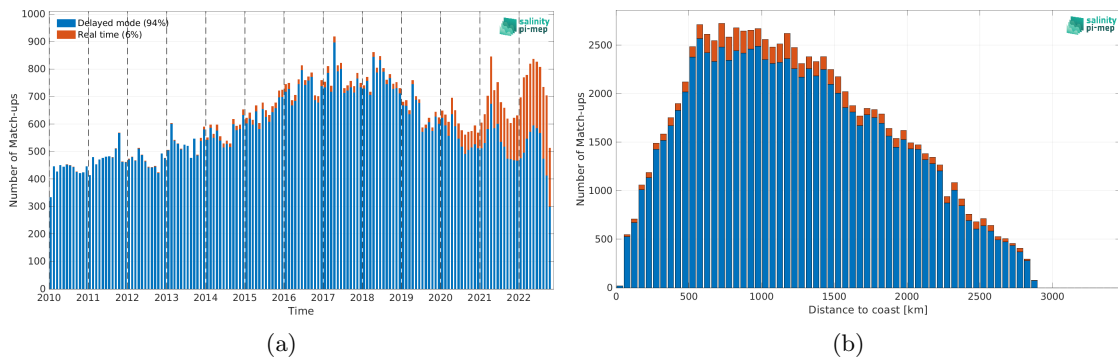 Delayed mode (94%)
Real time (6%)
salinity
pi-mep
Number of Match-ups
1000
900
800
700
600
500
400
300
200
100
0
2010 2011 2012 2013 2014 2015 2016 2017 2018 2019 2020 2021 2022
Time
(a)
salinity
pi-mep
Number of Match-ups
2500
2000
1500
1000
500
0
0 500 1000 1500 2000 2500 3000
Distance to coast [km]
(b)